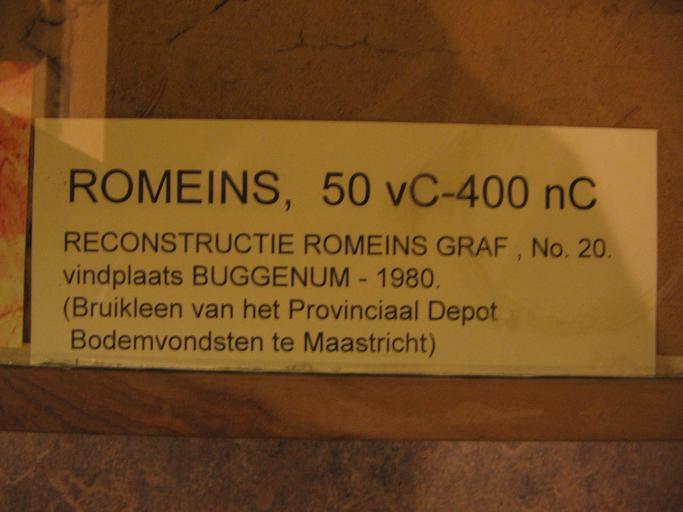 ROMEINS, 50 vC-400 nC
RECONSTRUCTIE ROMEINS GRAF , No. 20.
vindplaats BUGGENUM - 1980.
(Bruikleen van het Provinciaal Depot
Bodemvondsten te Maastricht)